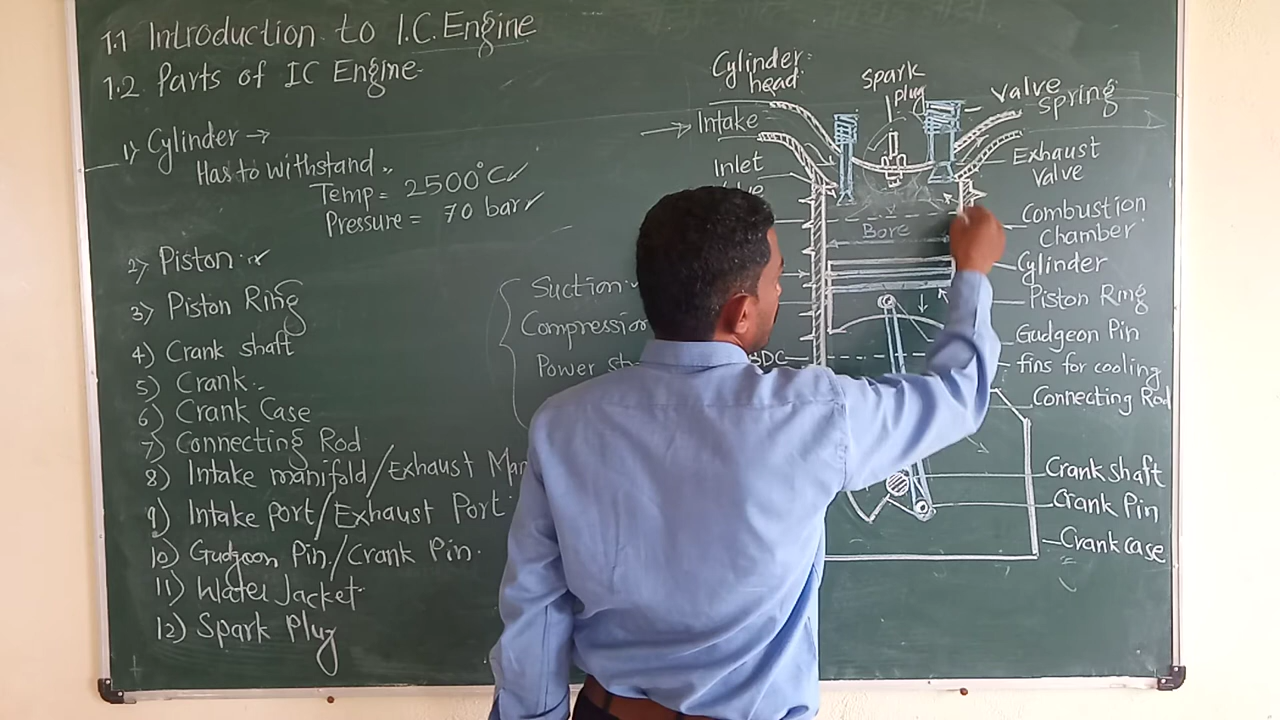 1.1 Introduction to I.C. Engine
1.2 Parts of IC Engine
1) Cylinder →
Has to withstand
Temp = 2500°C ✓
Pressure = 70 bar ✓
2) Piston
3) Piston Ring
4) Crank shaft
5) Crank
6) Crank Case
7) Connecting Rod
8) Intake manifold/Exhaust Man
9) Intake port/Exhaust Port
10) Gudgeon Pin/Crank Pin
11) Water Jacket
12) Spark Plug
Suction
Compression
Power
Cylinder
head
Spark
plug
Valve
Spring
Intake
Inlet
Exhaust
Valve
Bore
Combustion
Chamber
Cylinder
Piston Ring
Gudgeon Pin
BDC
fins for cooling
Connecting Rod
Crank shaft
Crank Pin
Crank case